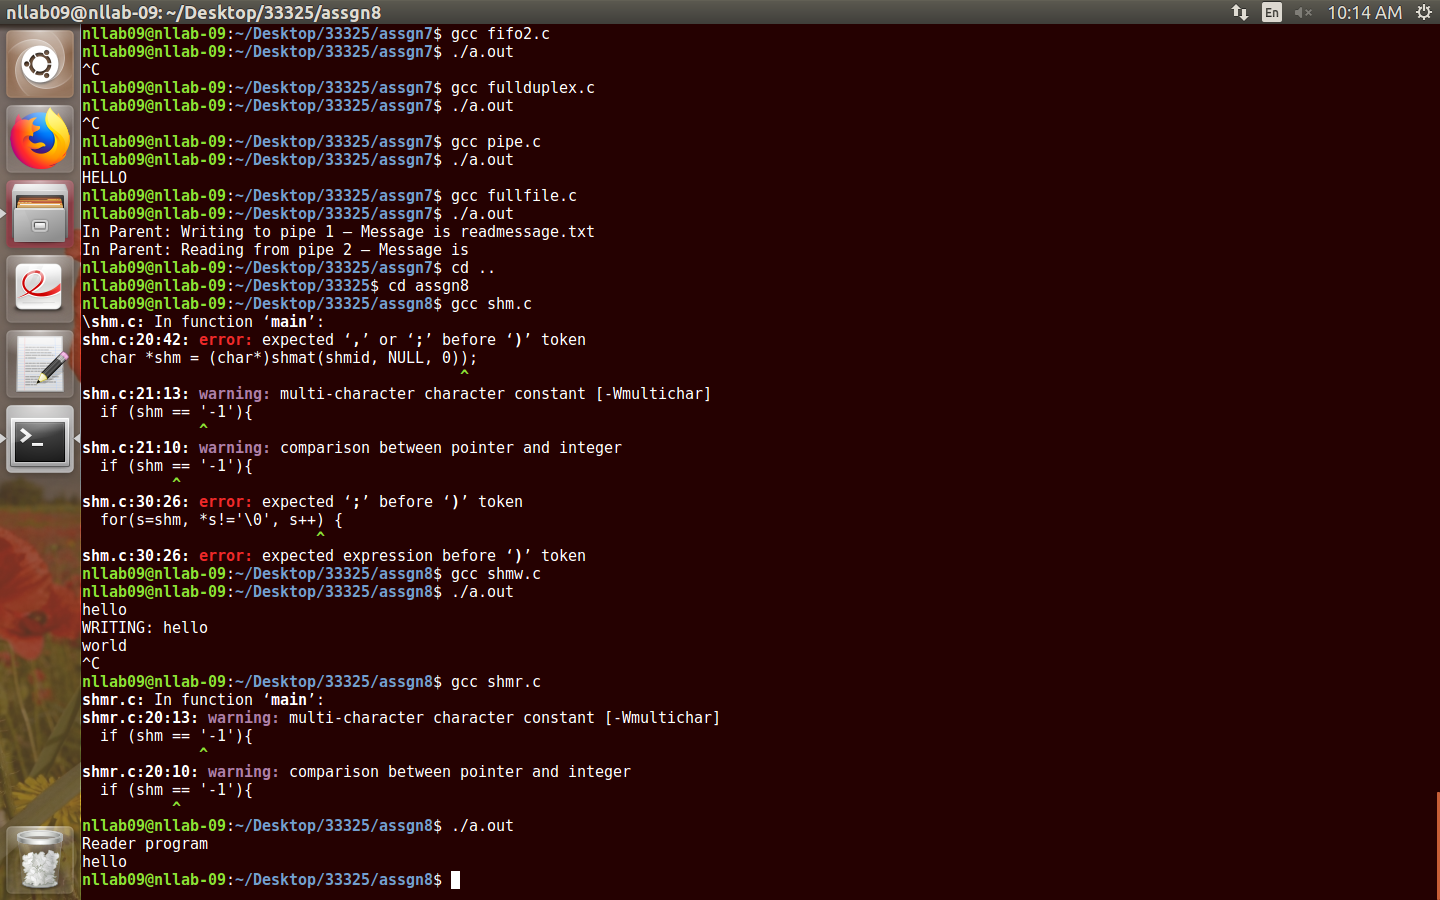 nllab09@nllab-09: ~/Desktop/33325/assgn8
En
10:14 AM
nllab09@nllab-09:~/Desktop/33325/assgn7$ gcc fifo2.c
nllab09@nllab-09:~/Desktop/33325/assgn7$ ./a.out
^C
nllab09@nllab-09:~/Desktop/33325/assgn7$ gcc fullduplex.c
nllab09@nllab-09:~/Desktop/33325/assgn7$ ./a.out
^C
nllab09@nllab-09:~/Desktop/33325/assgn7$ gcc pipe.c
nllab09@nllab-09:~/Desktop/33325/assgn7$ ./a.out
HELLO
nllab09@nllab-09:~/Desktop/33325/assgn7$ gcc fullfile.c
nllab09@nllab-09:~/Desktop/33325/assgn7$ ./a.out
In Parent: Writing to pipe 1 – Message is readmessage.txt
In Parent: Reading from pipe 2 – Message is
nllab09@nllab-09:~/Desktop/33325/assgn7$ cd ..
nllab09@nllab-09:~/Desktop/33325$ cd assgn8
nllab09@nllab-09:~/Desktop/33325/assgn8$ gcc shm.c
\shm.c: In function ‘main’:
shm.c:20:42: error: expected ‘,’ or ‘;’ before ‘)’ token
  char *shm = (char*)shmat(shmid, NULL, 0));
                                          ^
shm.c:21:13: warning: multi-character character constant [-Wmultichar]
  if (shm == '-1'){
             ^
shm.c:21:10: warning: comparison between pointer and integer
  if (shm == '-1'){
          ^
shm.c:30:26: error: expected ‘;’ before ‘)’ token
  for(s=shm, *s!='\0', s++) {
                          ^
shm.c:30:26: error: expected expression before ‘)’ token
nllab09@nllab-09:~/Desktop/33325/assgn8$ gcc shmw.c
nllab09@nllab-09:~/Desktop/33325/assgn8$ ./a.out
hello
WRITING: hello
world
^C
nllab09@nllab-09:~/Desktop/33325/assgn8$ gcc shmr.c
shmr.c: In function ‘main’:
shmr.c:20:13: warning: multi-character character constant [-Wmultichar]
  if (shm == '-1'){
             ^
shmr.c:20:10: warning: comparison between pointer and integer
  if (shm == '-1'){
          ^
nllab09@nllab-09:~/Desktop/33325/assgn8$ ./a.out
Reader program
hello
nllab09@nllab-09:~/Desktop/33325/assgn8$